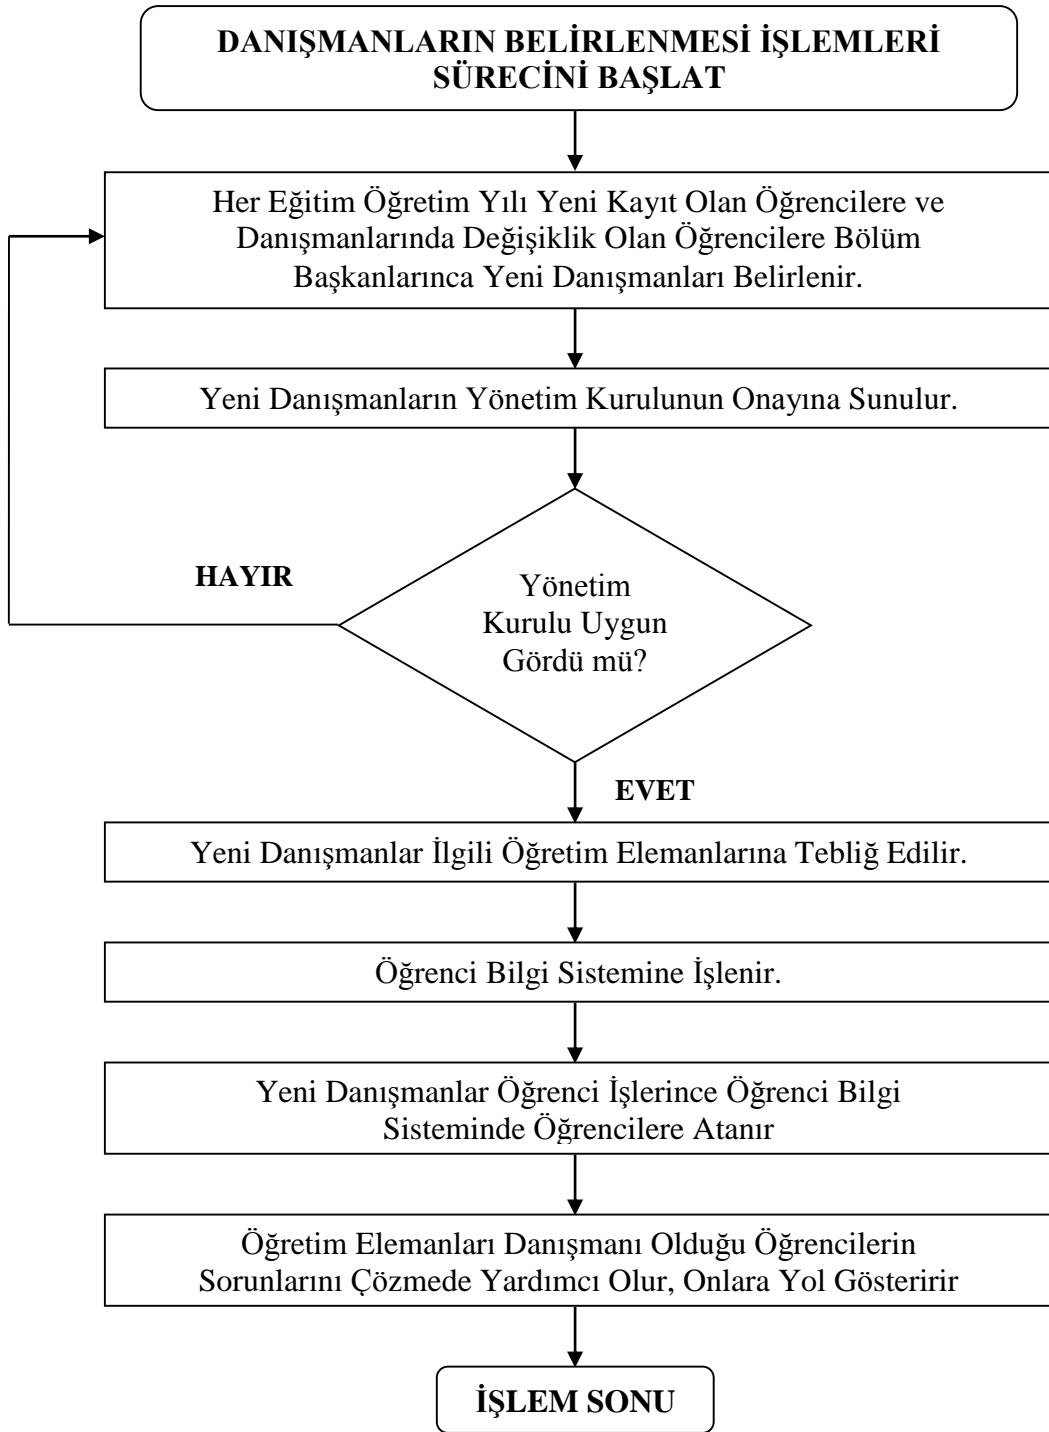 DANIŞMANLARIN BELİRLENMESİ İŞLEMLERİ
SÜRECİNİ BAŞLAT
Her Eğitim Öğretim Yılı Yeni Kayıt Olan Öğrencilere ve
Danışmanlarında Değişiklik Olan Öğrencilere Bölüm
Başkanlarınca Yeni Danışmanları Belirlenir.
Yeni Danışmanların Yönetim Kurulunun Onayına Sunulur.
HAYIR
Yönetim
Kurulu Uygun
Gördü mü?
EVET
Yeni Danışmanlar İlgili Öğretim Elemanlarına Tebliğ Edilir.
Öğrenci Bilgi Sistemine İşlenir.
Yeni Danışmanlar Öğrenci İşlerince Öğrenci Bilgi
Sisteminde Öğrencilere Atanır
Öğretim Elemanları Danışmanı Olduğu Öğrencilerin
Sorunlarını Çözmede Yardımcı Olur, Onlara Yol Gösteririr
İŞLEM SONU